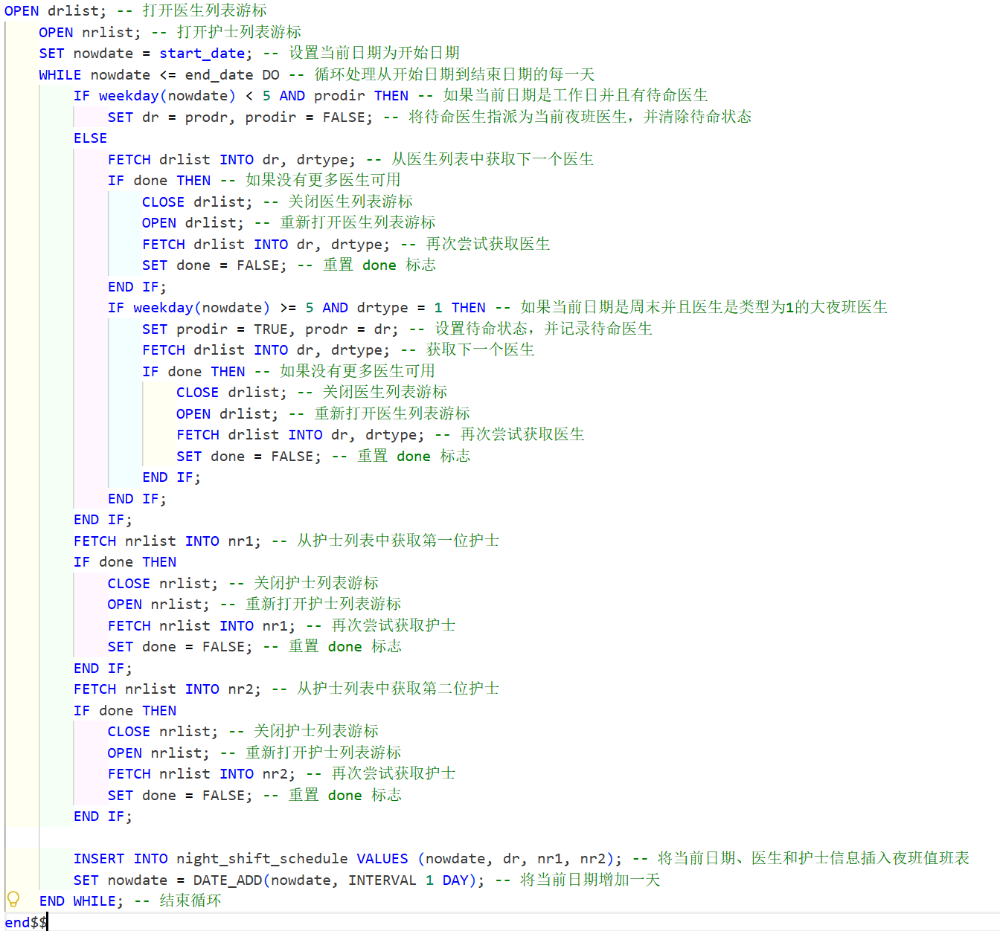 OPEN drlist; -- 打开医生列表游标
OPEN nrlist; -- 打开护士列表游标
SET nowdate = start_date; -- 设置当前日期为开始日期
WHILE nowdate <= end_date DO -- 循环处理从开始日期到结束日期的每一天
IF weekday(nowdate) < 5 AND prodir THEN -- 如果当前日期是工作日并且有待命医生
SET dr = prodr, prodir = FALSE; -- 将待命医生指派为当前夜班医生，并清除待命状态
ELSE
FETCH drlist INTO dr, drtype; -- 从医生列表中获取下一个医生
IF done THEN -- 如果没有更多医生可用
CLOSE drlist; -- 关闭医生列表游标
OPEN drlist; -- 重新打开医生列表游标
FETCH drlist INTO dr, drtype; -- 再次尝试获取医生
SET done = FALSE; -- 重置 done 标志
END IF;
IF weekday(nowdate) >= 5 AND drtype = 1 THEN -- 如果当前日期是周末并且医生是类型为1的大夜班医生
SET prodir = TRUE, prodr = dr; -- 设置待命状态，并记录待命医生
FETCH drlist INTO dr, drtype; -- 获取下一个医生
IF done THEN -- 如果没有更多医生可用
CLOSE drlist; -- 关闭医生列表游标
OPEN drlist; -- 重新打开医生列表游标
FETCH drlist INTO dr, drtype; -- 再次尝试获取医生
SET done = FALSE; -- 重置 done 标志
END IF;
END IF;
END IF;
FETCH nrlist INTO nr1; -- 从护士列表中获取第一位护士
IF done THEN
CLOSE nrlist; -- 关闭护士列表游标
OPEN nrlist; -- 重新打开护士列表游标
FETCH nrlist INTO nr1; -- 再次尝试获取护士
SET done = FALSE; -- 重置 done 标志
END IF;
FETCH nrlist INTO nr2; -- 从护士列表中获取第二位护士
IF done THEN
CLOSE nrlist; -- 关闭护士列表游标
OPEN nrlist; -- 重新打开护士列表游标
FETCH nrlist INTO nr2; -- 再次尝试获取护士
SET done = FALSE; -- 重置 done 标志
END IF;
INSERT INTO night_shift_schedule VALUES (nowdate, dr, nr1, nr2); -- 将当前日期、医生和护士信息插入夜班值班表
SET nowdate = DATE_ADD(nowdate, INTERVAL 1 DAY); -- 将当前日期增加一天
END WHILE; -- 结束循环
end$$